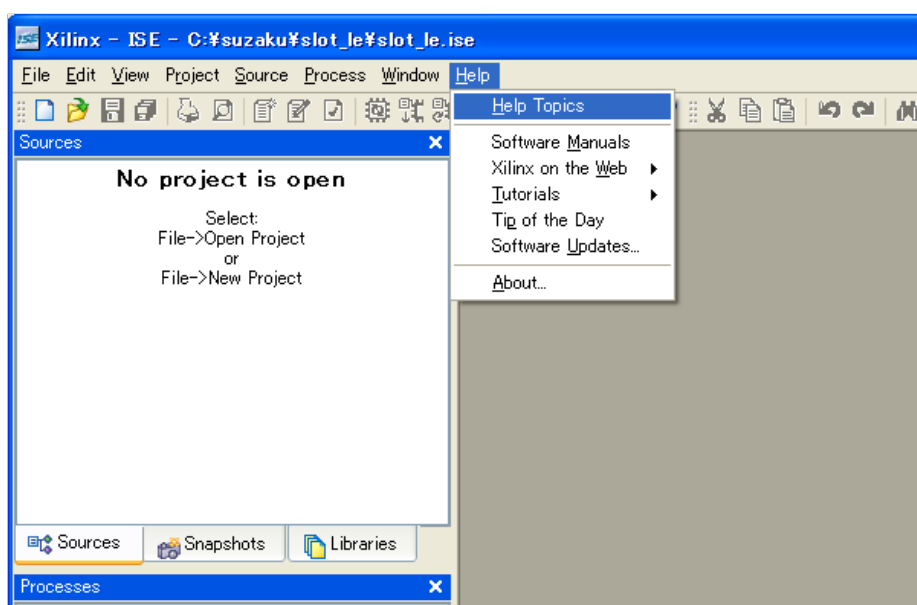 ISE Xilinx - ISE - C:¥suzaku¥slot_le¥slot_le.ise
File Edit View Project Source Process Window Help
Help Topics
Software Manuals
Xilinx on the Web
Tutorials
Tip of the Day
Software Updates...
About...
Sources
No project is open
Select:
File->Open Project
or
File->New Project
Sources Snapshots Libraries
Processes